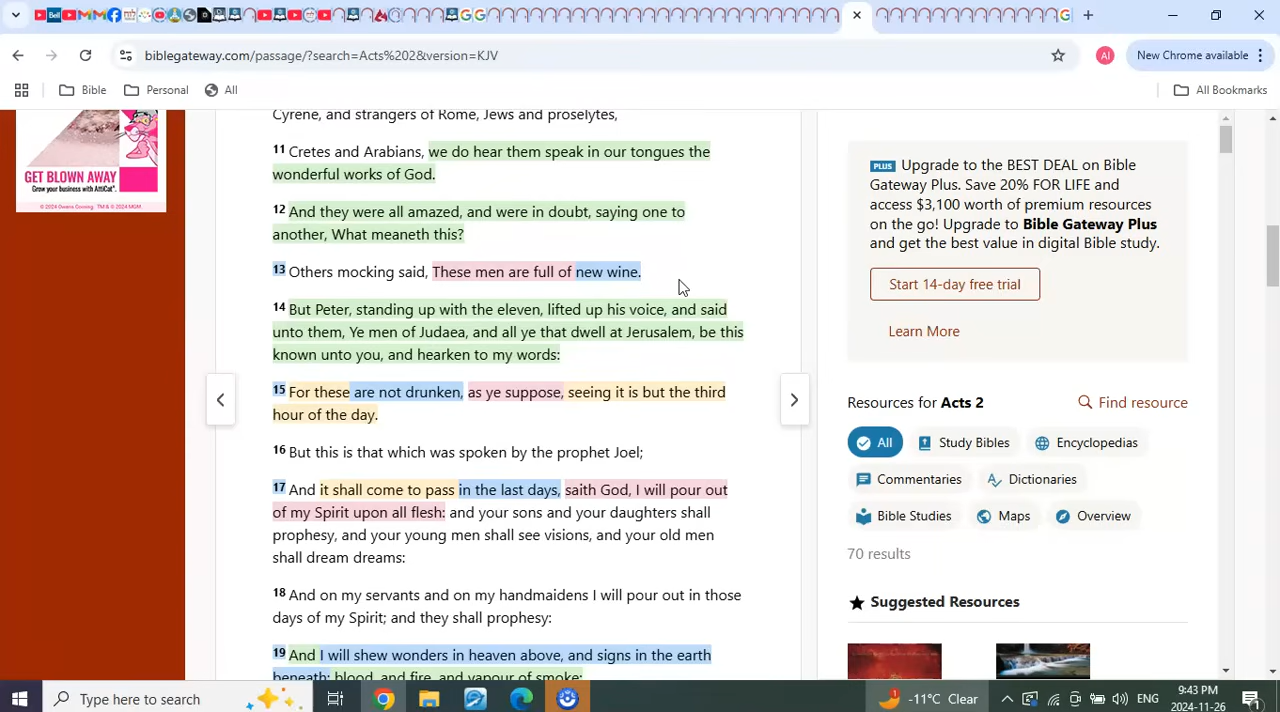 New Chrome available
biblegateway.com/passage/?search=Acts%202&version=KJV
Bible
Personal
All
All Bookmarks
GET BLOWN AWAY
Grow your business with AttiCat®.
© 2024 Owens Corning. TM & © 2024 MGM.
Cyrene, and strangers of Rome, Jews and proselytes,
11 Cretes and Arabians, we do hear them speak in our tongues the
wonderful works of God.
12 And they were all amazed, and were in doubt, saying one to
another, What meaneth this?
13 Others mocking said, These men are full of new wine.
14 But Peter, standing up with the eleven, lifted up his voice, and said
unto them, Ye men of Judaea, and all ye that dwell at Jerusalem, be this
known unto you, and hearken to my words:
15 For these are not drunken, as ye suppose, seeing it is but the third
hour of the day.
16 But this is that which was spoken by the prophet Joel;
17 And it shall come to pass in the last days, saith God, I will pour out
of my Spirit upon all flesh: and your sons and your daughters shall
prophesy, and your young men shall see visions, and your old men
shall dream dreams:
18 And on my servants and on my handmaidens I will pour out in those
days of my Spirit; and they shall prophesy:
19 And I will shew wonders in heaven above, and signs in the earth
beneath; blood, and fire, and vapour of smoke:
PLUS Upgrade to the BEST DEAL on Bible
Gateway Plus. Save 20% FOR LIFE and
access $3,100 worth of premium resources
on the go! Upgrade to Bible Gateway Plus
and get the best value in digital Bible study.
Start 14-day free trial
Learn More
Resources for Acts 2
Find resource
All
Study Bibles
Encyclopedias
Commentaries
Dictionaries
Bible Studies
Maps
Overview
70 results
Suggested Resources
Type here to search
-11°C Clear
ENG
9:43 PM
2024-11-26
1